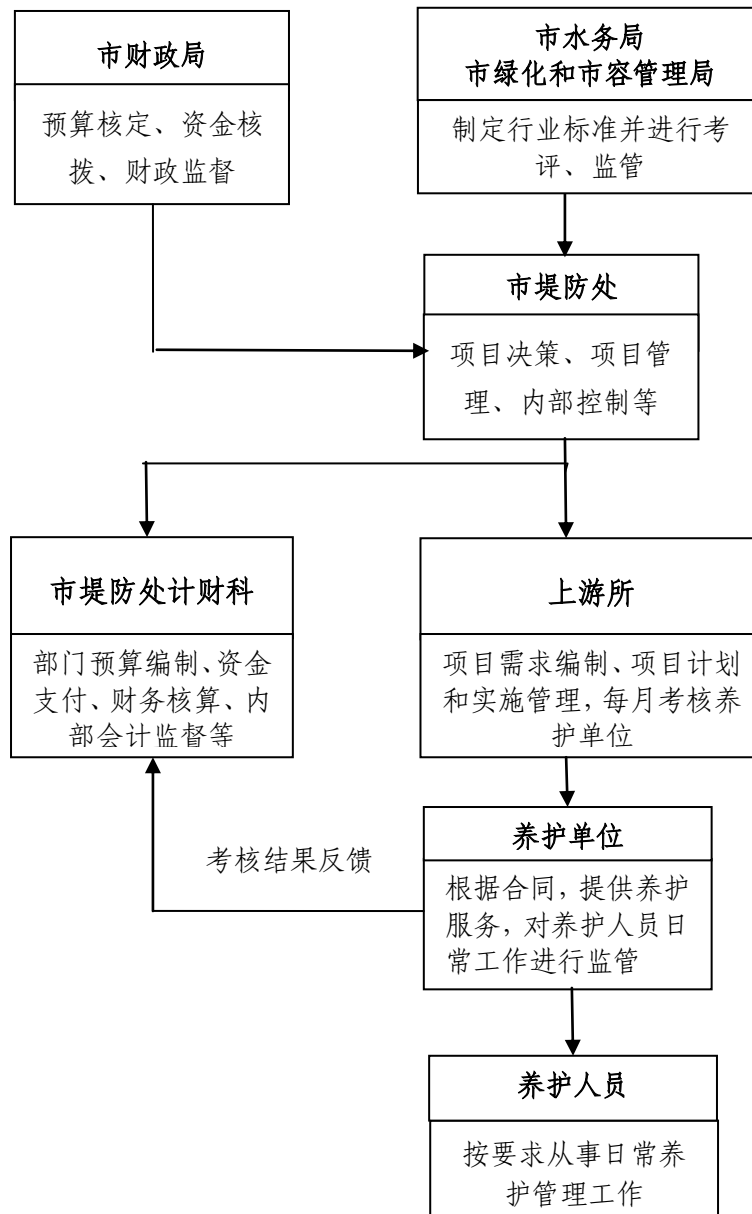 市财政局
预算核定、资金核
拨、财政监督
市水务局
市绿化和市容管理局
制定行业标准并进行考
评、监管
市堤防处
项目决策、项目管
理、内部控制等
市堤防处计财科
部门预算编制、资金
支付、财务核算、内
部会计监督等
上游所
项目需求编制、项目计划
和实施管理,每月考核养
护单位
考核结果反馈
养护单位
根据合同,提供养护
服务,对养护人员日
常工作进行监管
养护人员
按要求从事日常养
护管理工作